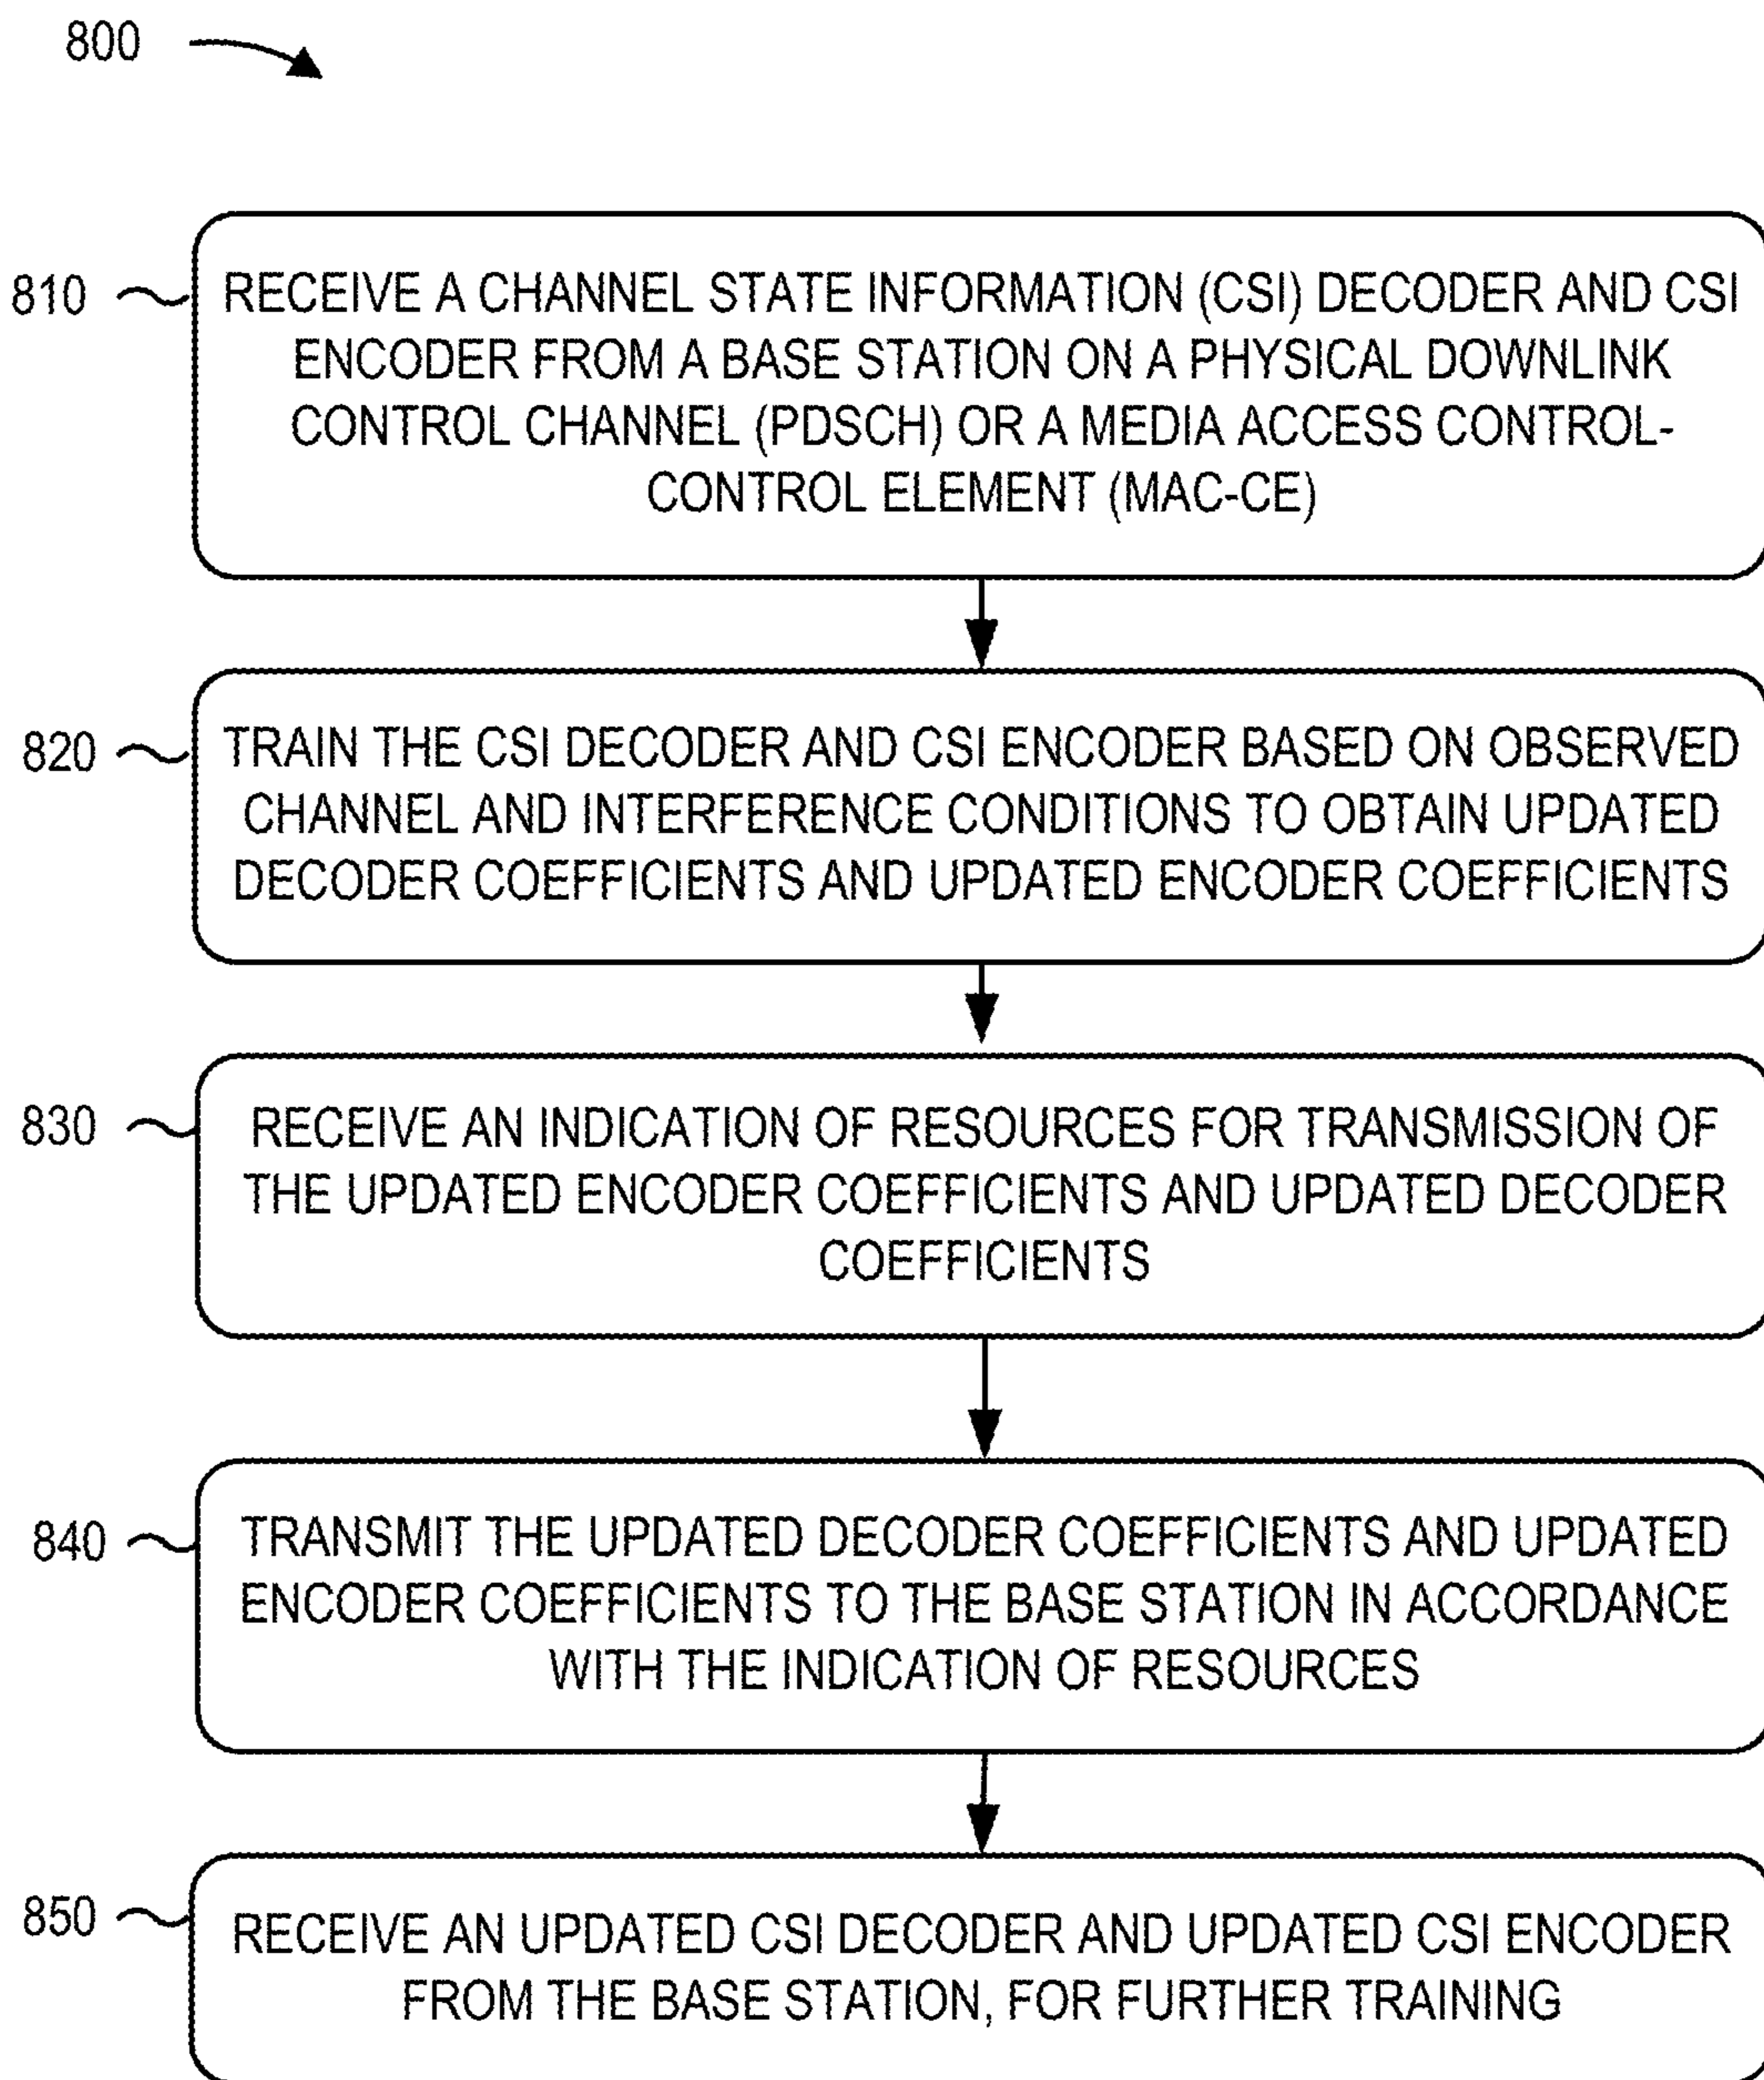 800
810
RECEIVE A CHANNEL STATE INFORMATION (CSI) DECODER AND CSI
ENCODER FROM A BASE STATION ON A PHYSICAL DOWNLINK
CONTROL CHANNEL (PDSCH) OR A MEDIA ACCESS CONTROL-
CONTROL ELEMENT (MAC-CE)
820
TRAIN THE CSI DECODER AND CSI ENCODER BASED ON OBSERVED
CHANNEL AND INTERFERENCE CONDITIONS TO OBTAIN UPDATED
DECODER COEFFICIENTS AND UPDATED ENCODER COEFFICIENTS
830
RECEIVE AN INDICATION OF RESOURCES FOR TRANSMISSION OF
THE UPDATED ENCODER COEFFICIENTS AND UPDATED DECODER
COEFFICIENTS
840
TRANSMIT THE UPDATED DECODER COEFFICIENTS AND UPDATED
ENCODER COEFFICIENTS TO THE BASE STATION IN ACCORDANCE
WITH THE INDICATION OF RESOURCES
850
RECEIVE AN UPDATED CSI DECODER AND UPDATED CSI ENCODER
FROM THE BASE STATION, FOR FURTHER TRAINING